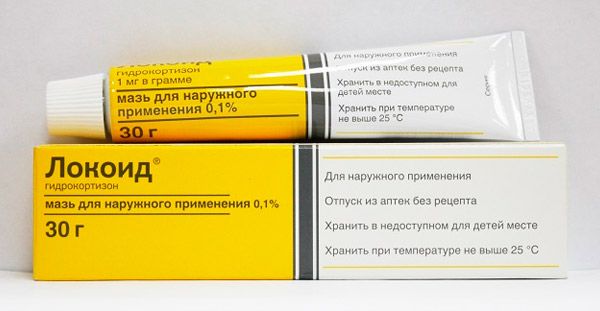 Локоид
гидрокортизон
1 мг в грамме
мазь для наружного
применения 0,1%
30 г
Для наружного применения
Отпуск из аптек без рецепта
Хранить в недоступном для
детей месте
Хранить при температуре
не выше 25 °C
Серия:
Локоид®
гидрокортизон
мазь для наружного применения 0,1%
30 г
Для наружного применения
Отпуск из аптек без рецепта
Хранить в недоступном для детей месте
Хранить при температуре не выше 25 °C